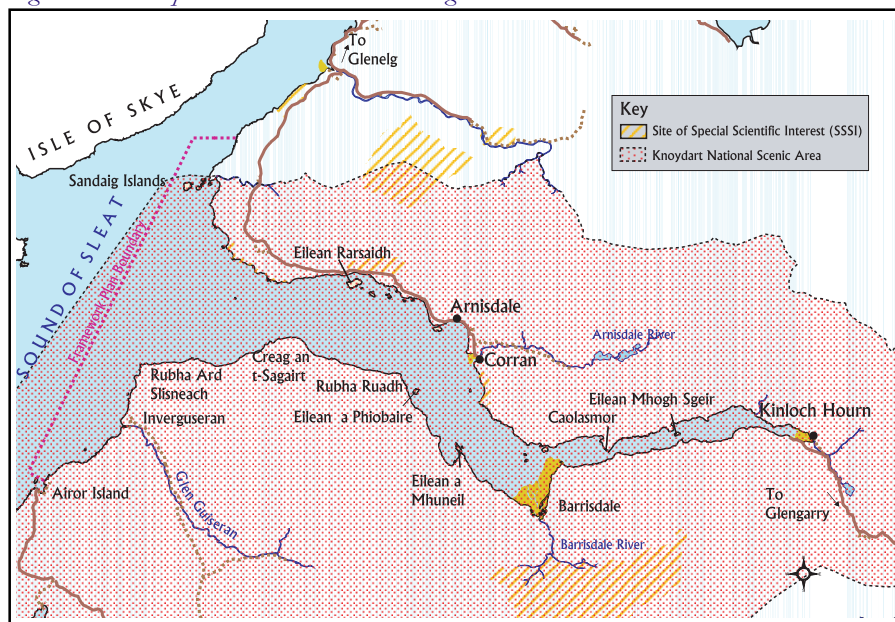 To
Glenelg
ISLE OF SKYE
Key
Site of Special Scientific Interest (SSSI)
Knoydart National Scenic Area
Sandaig Islands
SOUND OF SLEAT
Framework Plan Boundary
Eilean Rarsaidh
Arnisdale
Arnisdale River
Corran
Creag an
t-Sagairt
Rubha Ard
Slisneach
Rubha Ruadh
Inverguseran
Eilean a Phiobaire
Eilean Mhogh Sgeir
Caolasmor
Kinloch Hourn
Glen Guiseran
Eilean a
Mhuneil
Airor Island
Barrisdale
To
Glengarry
Barrisdale River